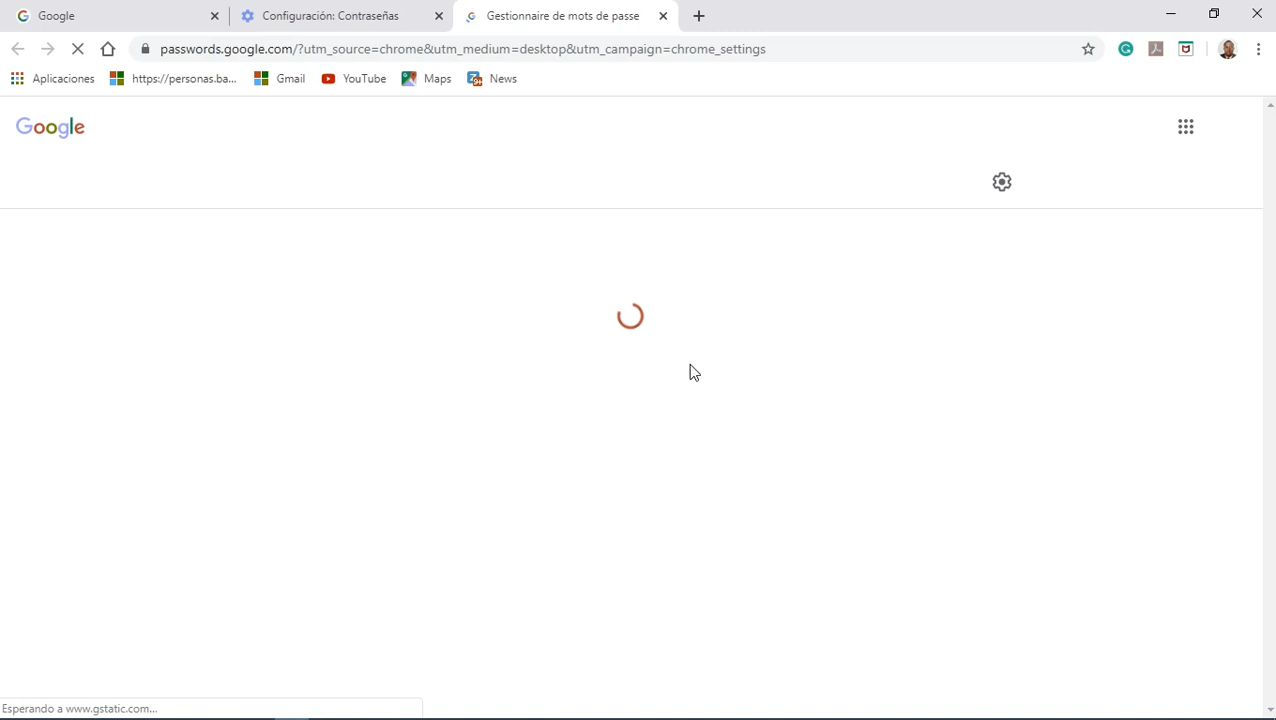 Google
Configuración: Contraseñas
Gestionnaire de mots de passe
passwords.google.com/?utm_source=chrome&utm_medium=desktop&utm_campaign=chrome_settings
Aplicaciones
https://personas.ba...
Gmail
YouTube
Maps
News
Google
Esperando a www.gstatic.com...